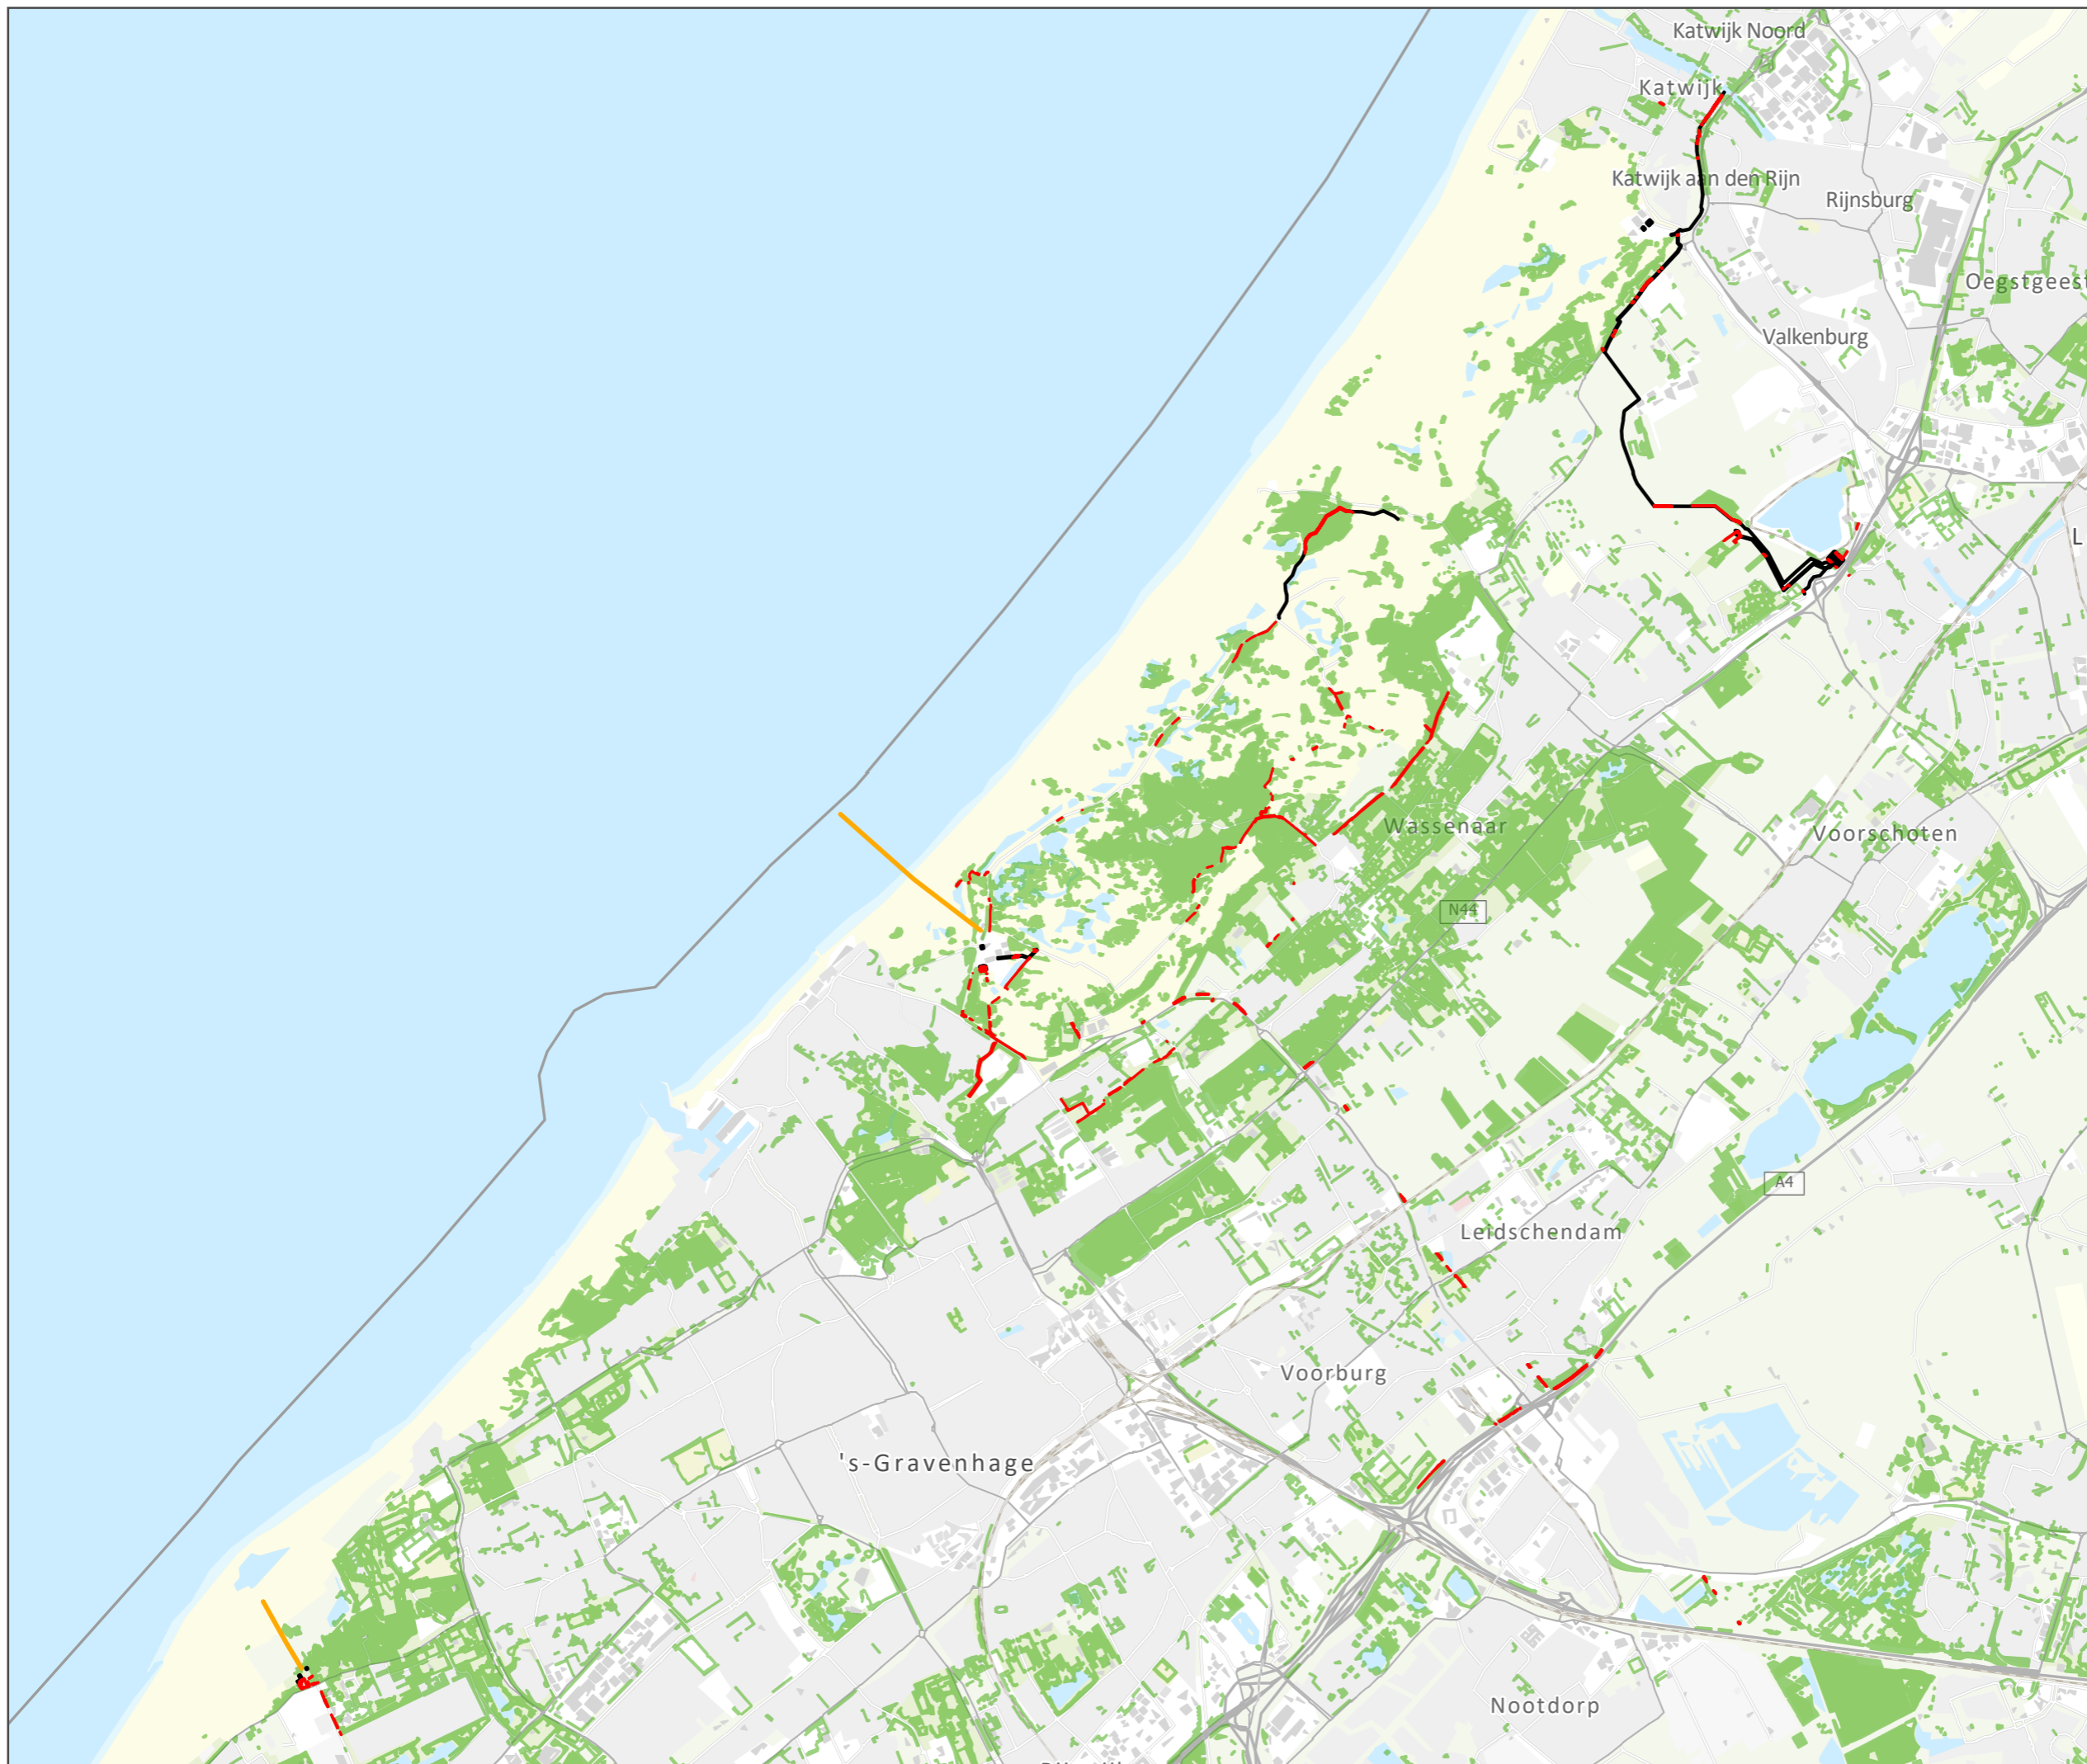 Katwijk Noord
Katwijk
Katwijk aan den Rijn
Rijnsburg
Oegstgeest
Valkenburg
L
Wassenaar
Voorschoten
N44
A4
Leidschendam
Voorburg
's-Gravenhage
Nootdorp